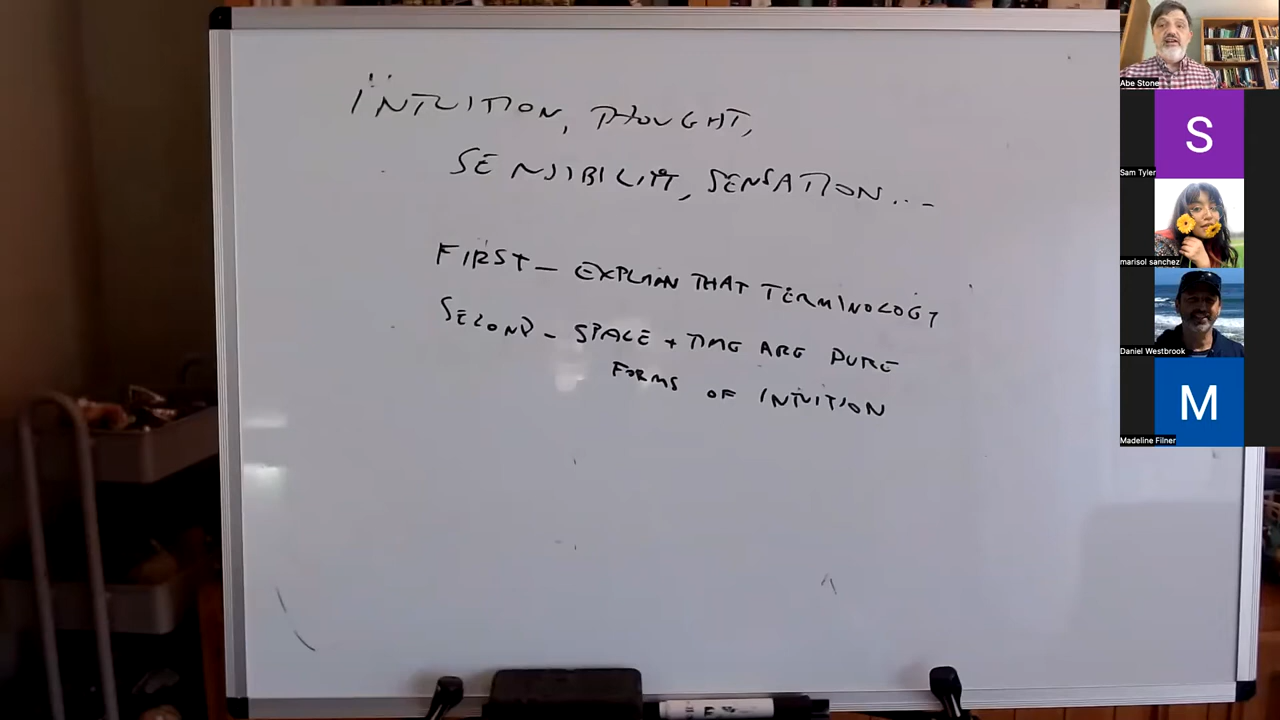 INTUITION, THOUGHT,
SENSIBILITY, SENSATION...
FIRST – EXPLAIN THAT TERMINOLOGY
SECOND – SPACE + TIME ARE PURE
FORMS OF INTUITION
Abe Stone
S
Sam Tyler
marisol sanchez
Daniel Westbrook
M
Madeline Filner